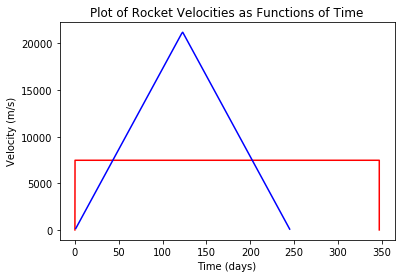 Plot of Rocket Velocities as Functions of Time
Velocity (m/s)
20000
15000
10000
5000
0
0 50 100 150 200 250 300 350
Time (days)